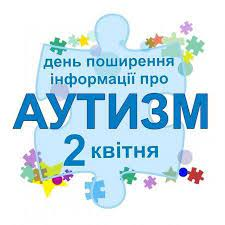 день поширення
інформації про
АУТИЗМ
2 квітня